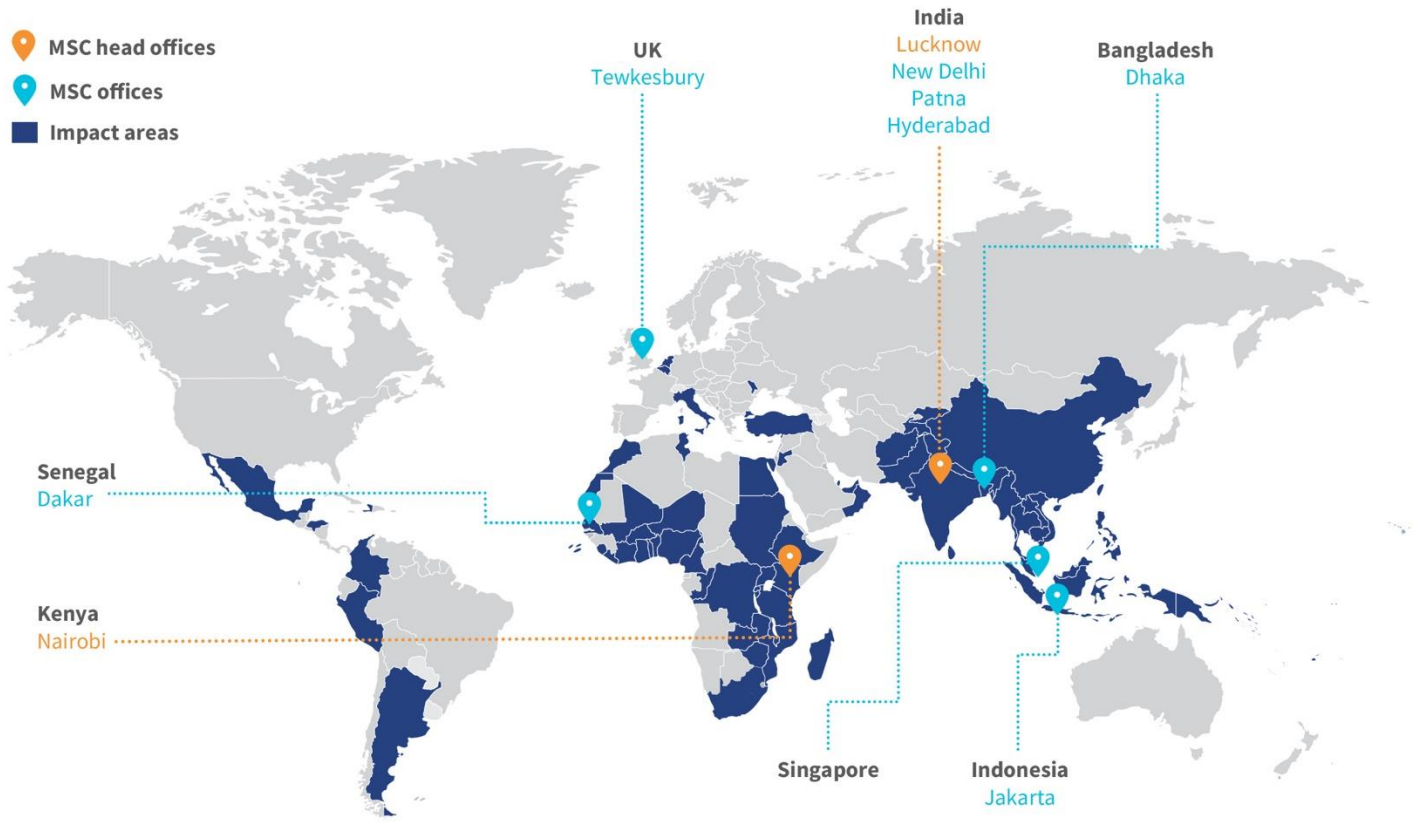 MSC head offices
MSC offices
Impact areas
UK
Tewkesbury
India
Lucknow
New Delhi
Patna
Hyderabad
Bangladesh
Dhaka
Senegal
Dakar
Kenya
Nairobi
Singapore
Indonesia
Jakarta